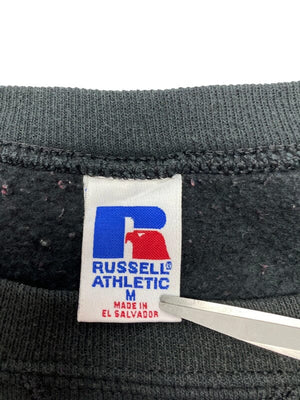 R
RUSSELL®
ATHLETIC
M
MADE IN
EL SALVADOR